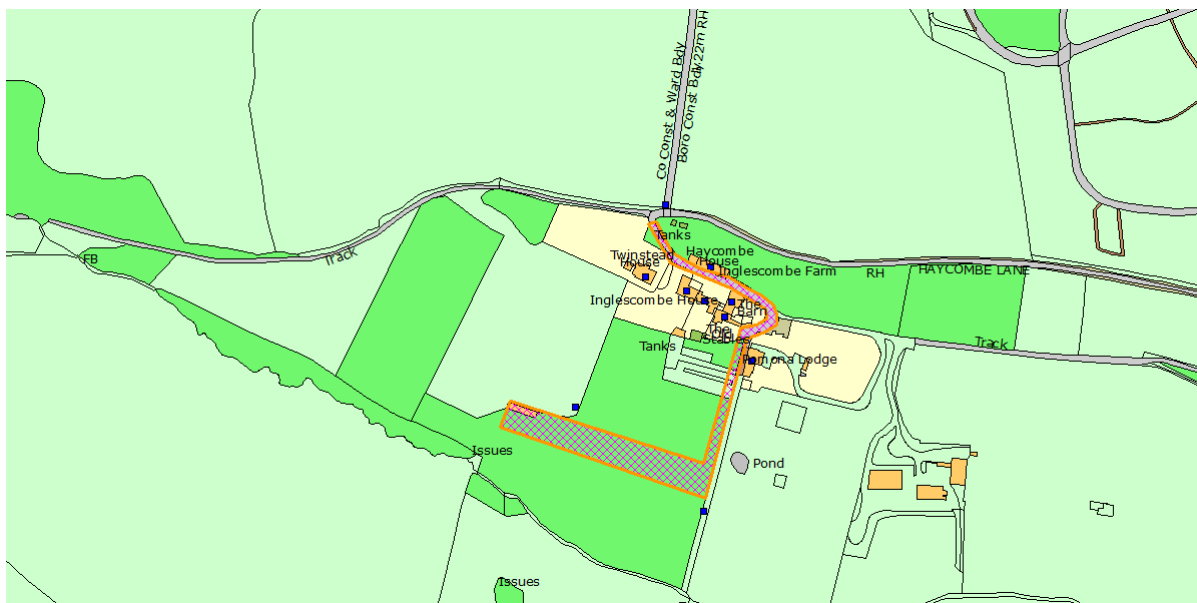 Co Const & Ward Bdy
Boro Const Bdy
1.22m RH
Tanks
Haycombe
House
Twinstead
House
Inglescombe Farm
RH
HAYCOMBE LANE
FB
Track
Inglescombe House
The
Barn
The
Old
Stables
Tanks
Track
Pomona Lodge
Issues
Pond
Issues